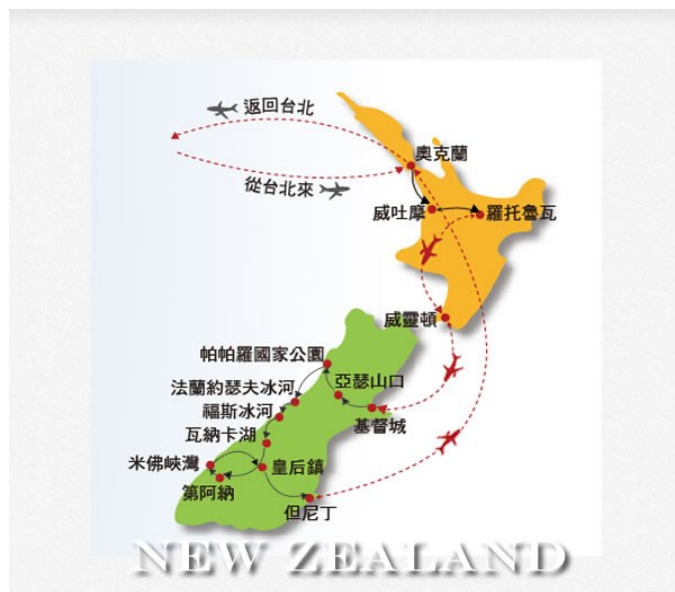 返回台北
奧克蘭
從台北來
威吐摩
羅托魯瓦
威靈頓
帕帕羅國家公園
亞瑟山口
法蘭約瑟夫冰河
福斯冰河
基督城
瓦納卡湖
米佛峽灣
皇后鎮
第阿納
但尼丁
NEW ZEALAND